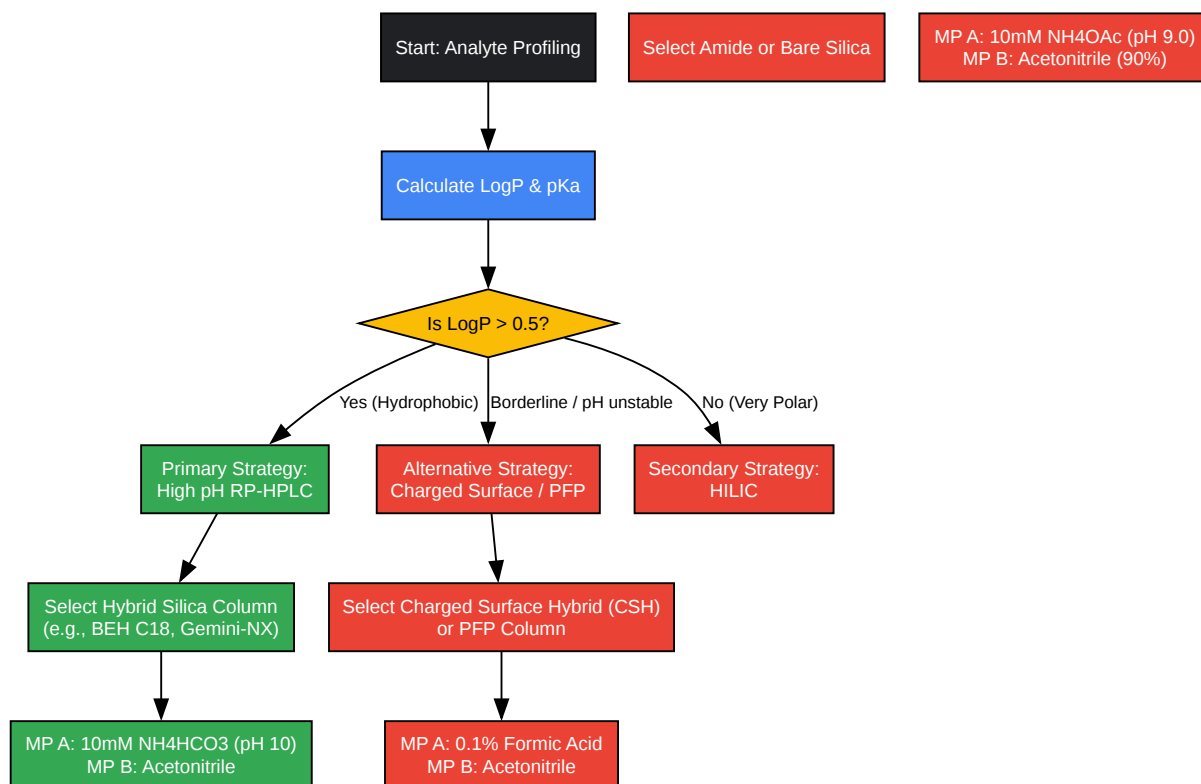 Start: Analyte Profiling
Select Amide or Bare Silica
MP A: 10mM NH4OAc (pH 9.0)
MP B: Acetonitrile (90%)
Calculate LogP & pKa
Is LogP > 0.5?
Yes (Hydrophobic)
Borderline / pH unstable
No (Very Polar)
Primary Strategy:
High pH RP-HPLC
Alternative Strategy:
Charged Surface / PFP
Secondary Strategy:
HILIC
Select Hybrid Silica Column
(e.g., BEH C18, Gemini-NX)
Select Charged Surface Hybrid (CSH)
or PFP Column
MP A: 10mM NH4HCO3 (pH 10)
MP B: Acetonitrile
MP A: 0.1% Formic Acid
MP B: Acetonitrile